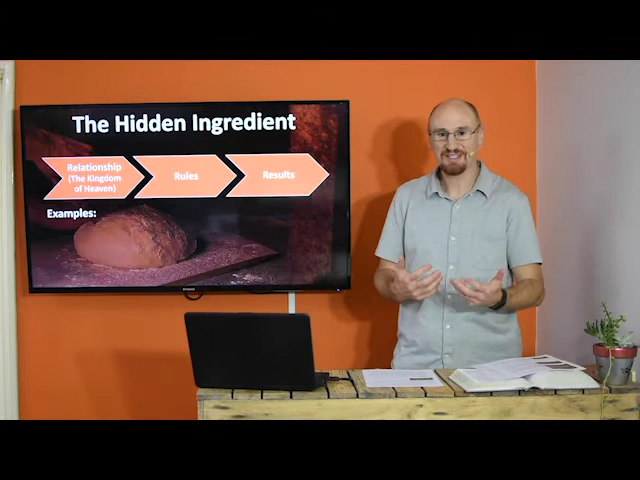 The Hidden Ingredient
Relationship
(The Kingdom
of Heaven)
Rules
Results
Examples: